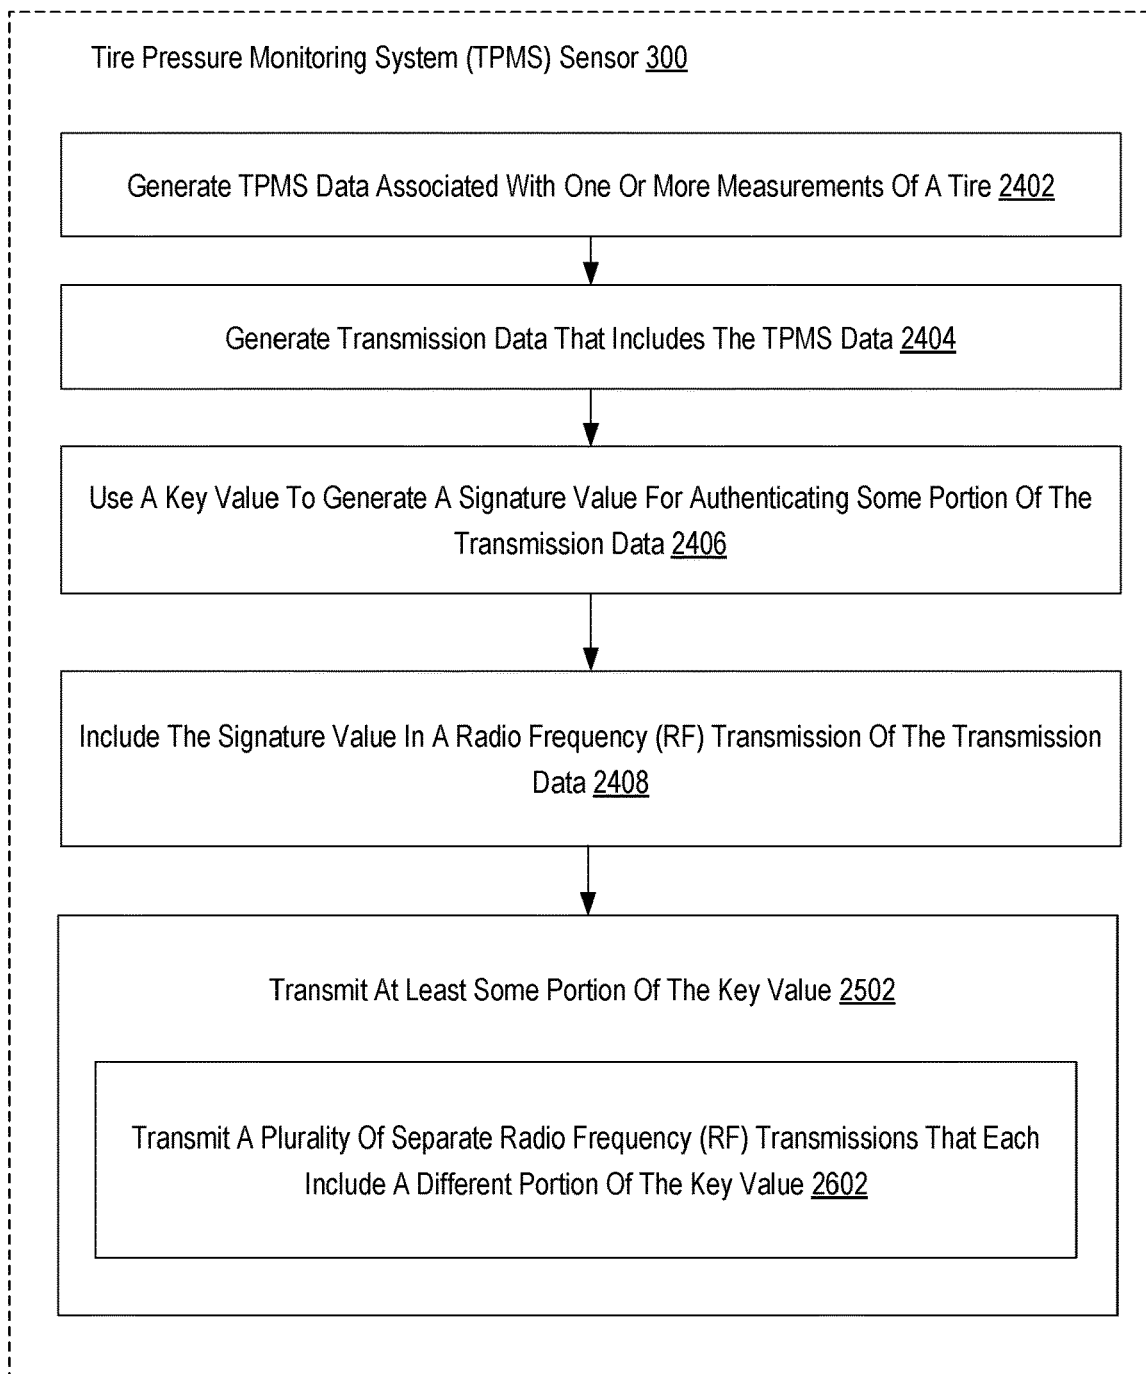 Tire Pressure Monitoring System (TPMS) Sensor 300
Generate TPMS Data Associated With One Or More Measurements Of A Tire 2402
Generate Transmission Data That Includes The TPMS Data 2404
Use A Key Value To Generate A Signature Value For Authenticating Some Portion Of The
Transmission Data 2406
Include The Signature Value In A Radio Frequency (RF) Transmission Of The Transmission
Data 2408
Transmit At Least Some Portion Of The Key Value 2502
Transmit A Plurality Of Separate Radio Frequency (RF) Transmissions That Each
Include A Different Portion Of The Key Value 2602